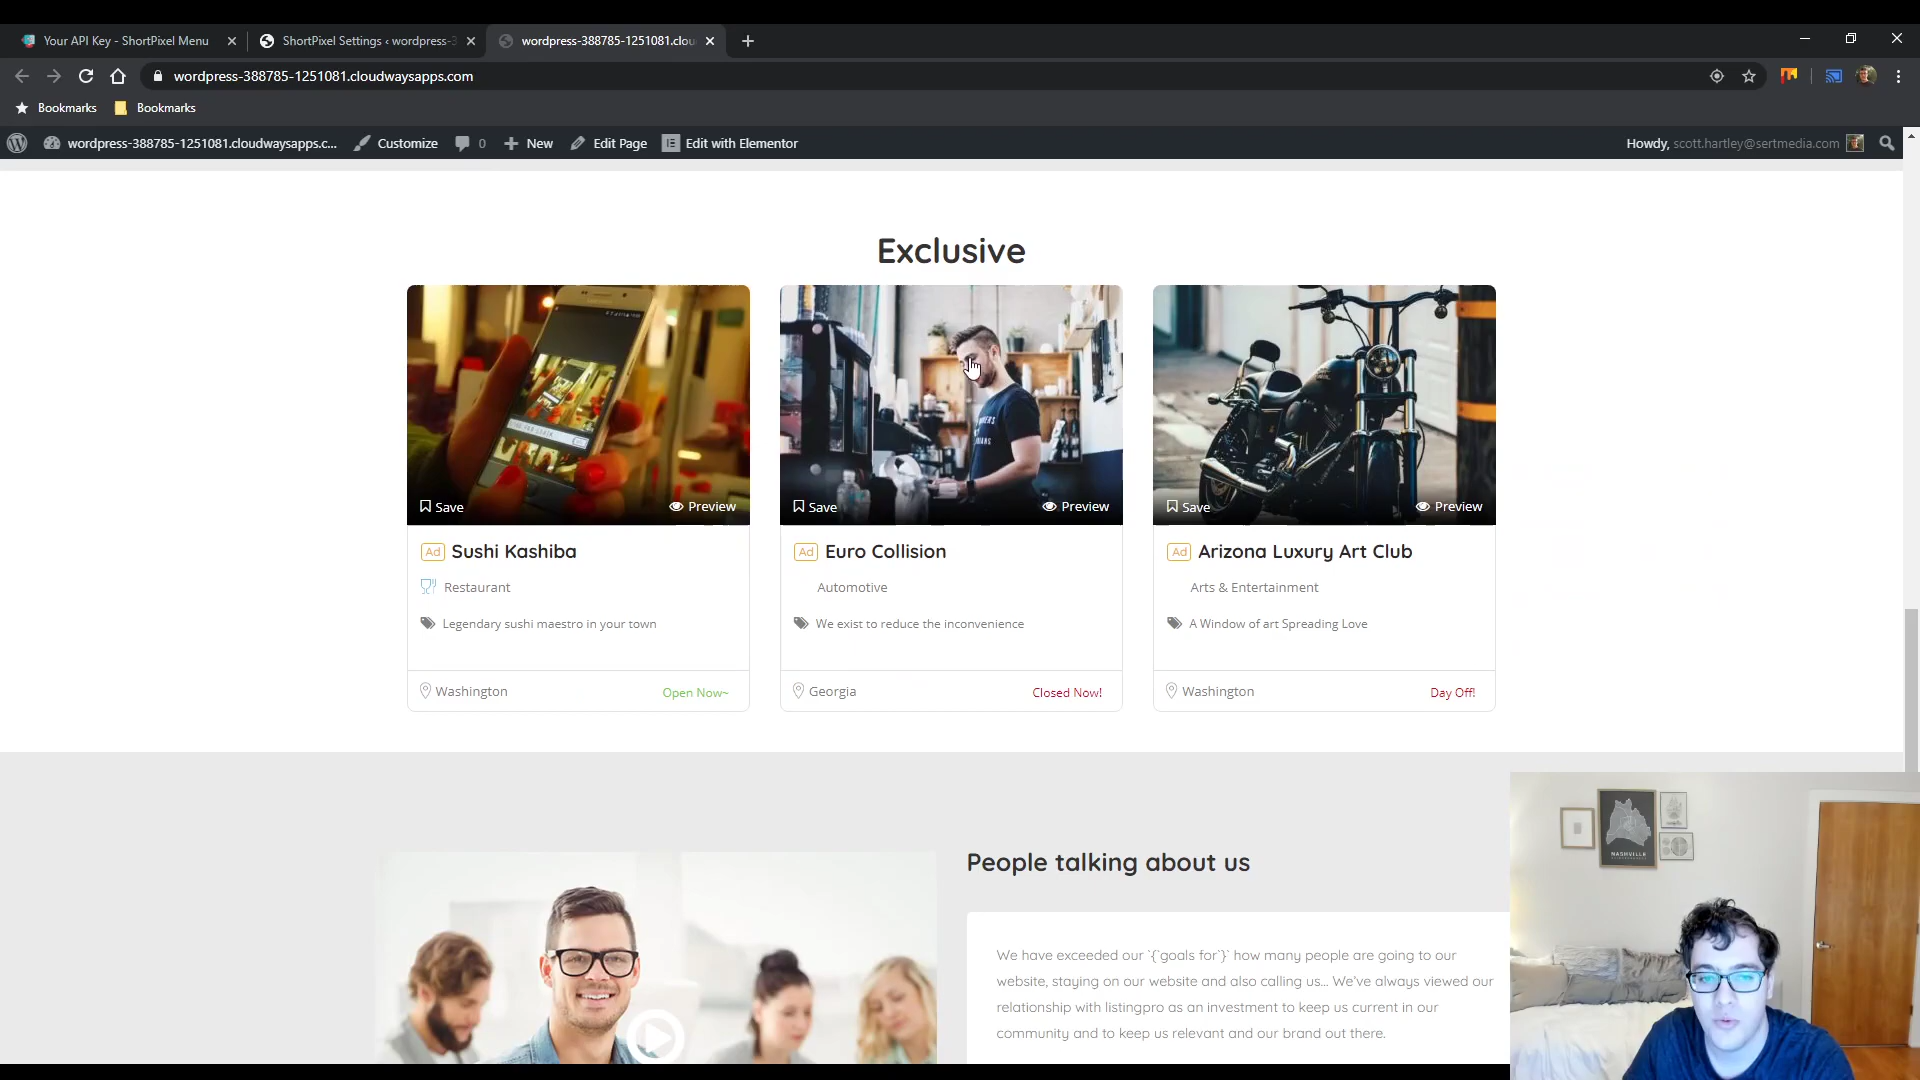 Your API Key - ShortPixel Menu
ShortPixel Settings ‹ wordpress-3
wordpress-388785-1251081.clou
wordpress-388785-1251081.cloudwaysapps.com
Bookmarks
Bookmarks
wordpress-388785-1251081.cloudwaysapps.c...
Customize
0
New
Edit Page
Edit with Elementor
Howdy, scott.hartley@sertmedia.com
Exclusive
Save
Preview
Save
Preview
Save
Preview
Ad Sushi Kashiba
Restaurant
Legendary sushi maestro in your town
Washington
Open Now~
Ad Euro Collision
Automotive
We exist to reduce the inconvenience
Georgia
Closed Now!
Ad Arizona Luxury Art Club
Arts & Entertainment
A Window of art Spreading Love
Washington
Day Off!
People talking about us
We have exceeded our `{`goals for`}` how many people are going to our
website, staying on our website and also calling us... We've always viewed our
relationship with listingpro as an investment to keep us current in our
community and to keep us relevant and our brand out there.
NASHVILLE